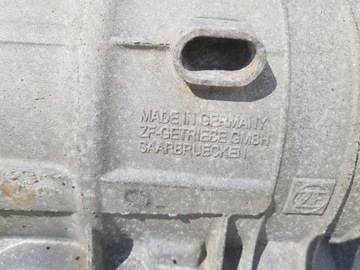 MADE IN GERMANY
ZF-GETRIEBE GMBH
SAARBRUECKEN
ZF